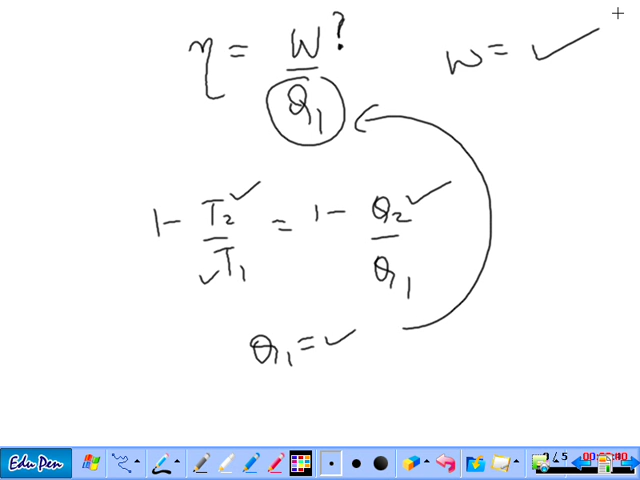 η = W? / Q1
W = ✓
1 - T2✓ / ✓T1 = 1 - Q2✓ / Q1
Q1 = ✓
Edu Pen